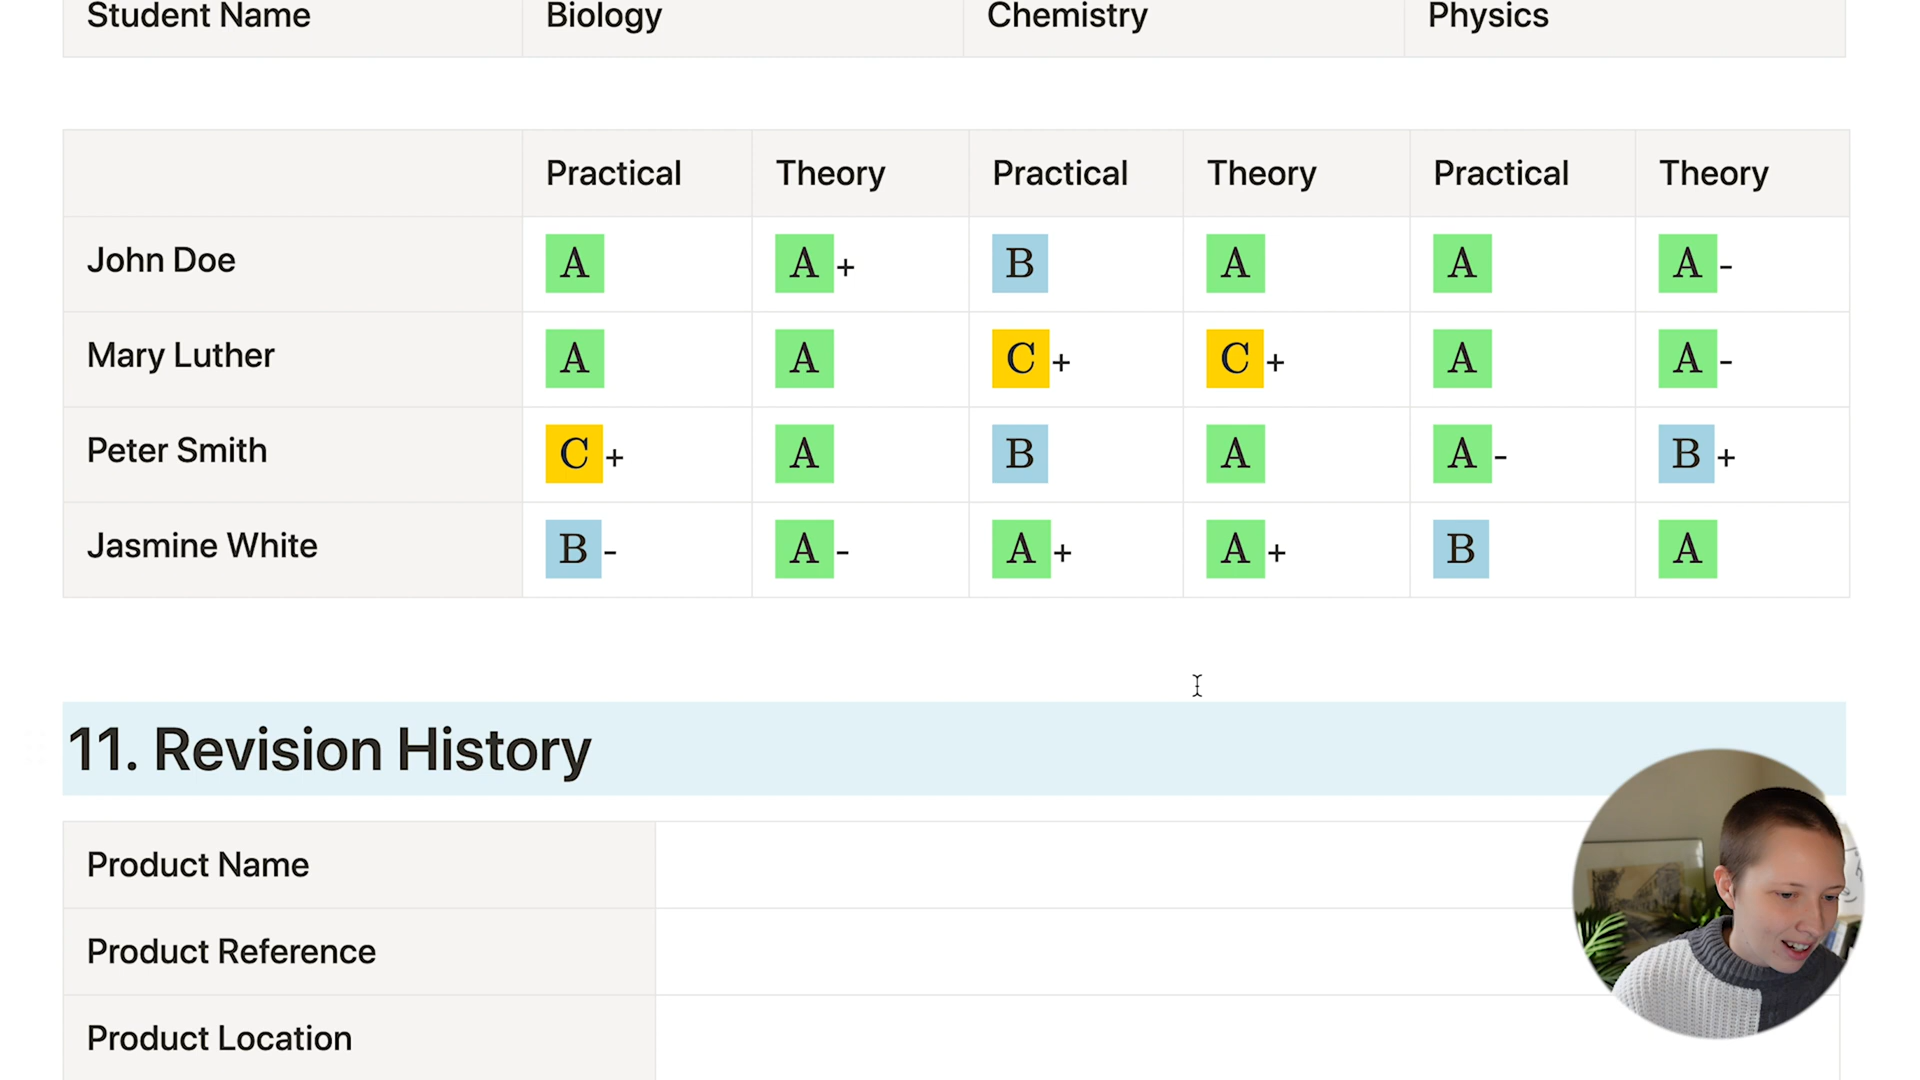 Student Name Biology Chemistry Physics
Practical Theory Practical Theory Practical Theory
John Doe A A + B A A A -
Mary Luther A A C + C + A A -
Peter Smith C + A B A A - B +
Jasmine White B - A - A + A + B A
11. Revision History
Product Name
Product Reference
Product Location